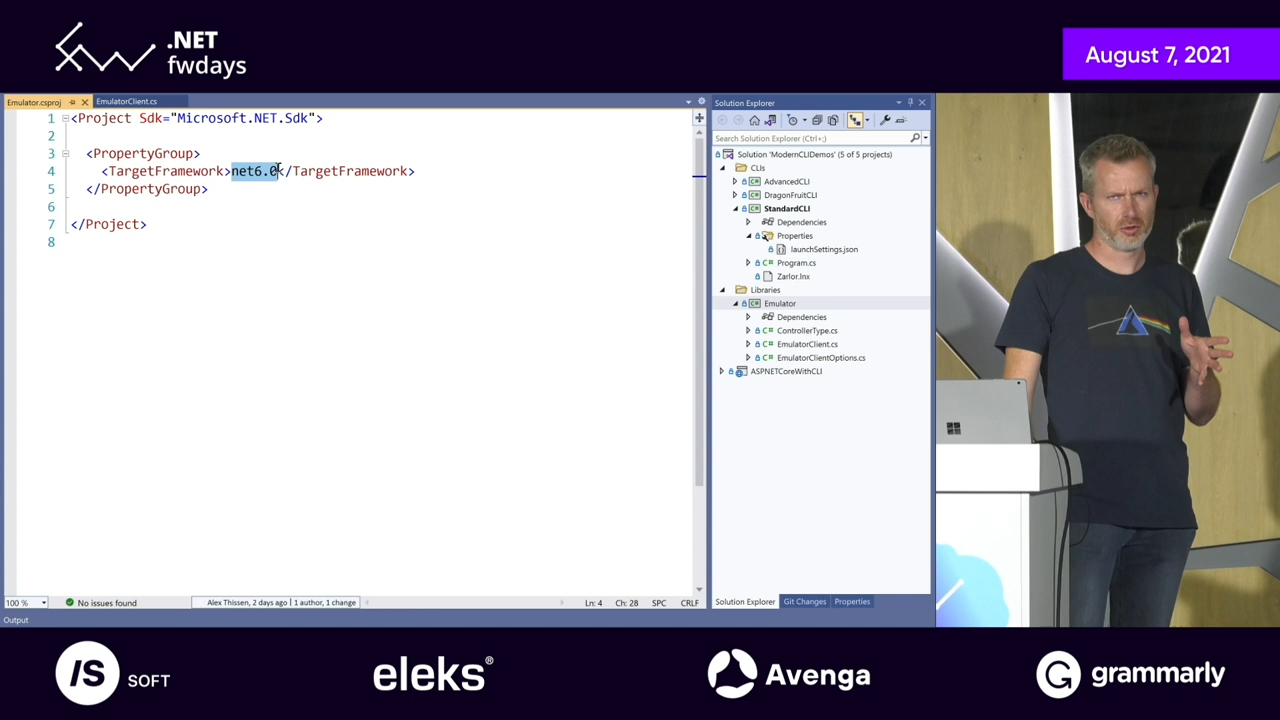 .NET
fwdays
August 7, 2021
Emulator.csproj
EmulatorClient.cs
1 <Project Sdk="Microsoft.NET.Sdk">
2
3 <PropertyGroup>
4 <TargetFramework>net6.0</TargetFramework>
5 </PropertyGroup>
6
7 </Project>
8
100 %
No issues found
Alex Thissen, 2 days ago | 1 author, 1 change
Ln: 4 Ch: 28 SPC CRLF
Output
Solution Explorer
Search Solution Explorer (Ctrl+;)
Solution 'ModernCLIDemos' (5 of 5 projects)
CLIs
AdvancedCLI
DragonFruitCLI
StandardCLI
Dependencies
Properties
launchSettings.json
Program.cs
Zarlor.lnx
Libraries
Emulator
Dependencies
ControllerType.cs
EmulatorClient.cs
EmulatorClientOptions.cs
ASPNETCoreWithCLI
Solution Explorer Git Changes Properties
IS SOFT
eleks®
Avenga
grammarly